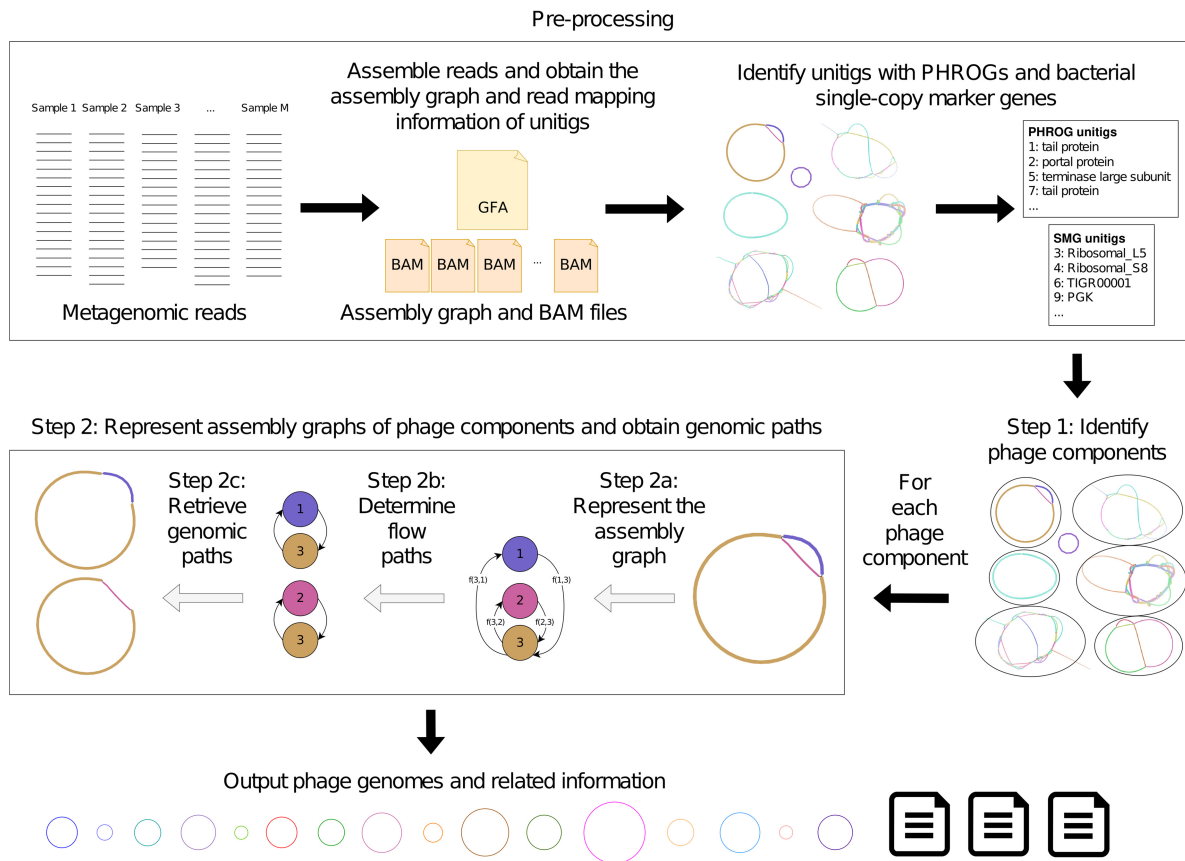 Pre-processing
Sample 1 Sample 2 Sample 3 ... Sample M
Metagenomic reads
Assemble reads and obtain the
assembly graph and read mapping
information of unitigs
GFA
BAM BAM BAM ... BAM
Assembly graph and BAM files
Identify unitigs with PHROGs and bacterial
single-copy marker genes
PHROG unitigs
1: tail protein
2: portal protein
5: terminase large subunit
7: tail protein
...
SMG unitigs
3: Ribosomal_L5
4: Ribosomal_S8
6: TIGR00001
9: PGK
...
Step 1: Identify
phage components
For
each
phage
component
Step 2: Represent assembly graphs of phage components and obtain genomic paths
Step 2a:
Represent the
assembly
graph
1
2
3
f(3,1)
f(1,3)
f(3,2)
f(2,3)
Step 2b:
Determine
flow
paths
1
3
2
3
Step 2c:
Retrieve
genomic
paths
Output phage genomes and related information